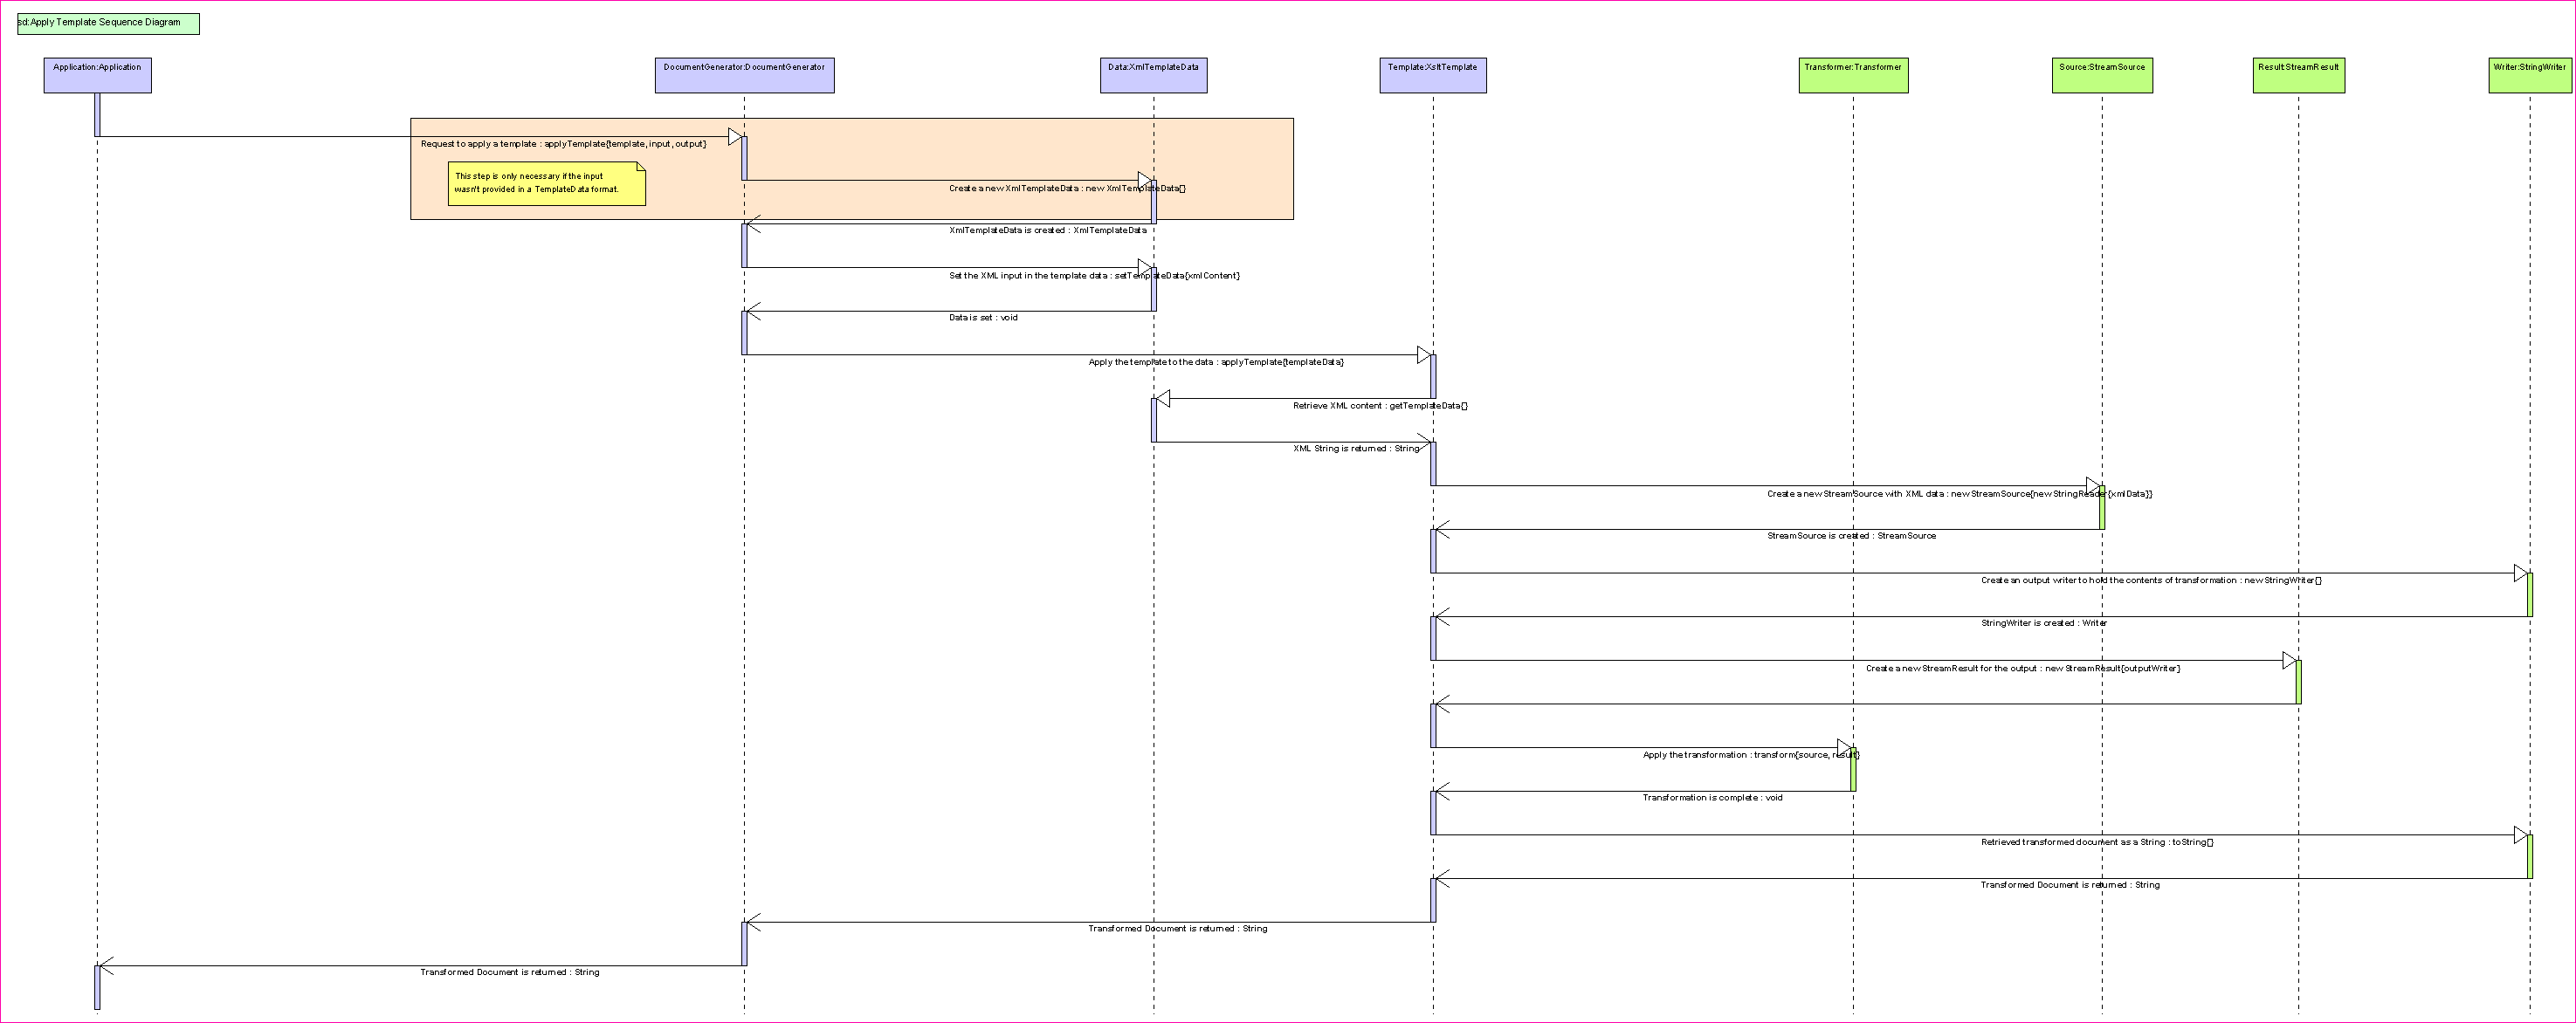 sd:Apply Template Sequence Diagram
Application:Application
DocumentGenerator:DocumentGenerator
Data:XmlTemplateData
Template:XsltTemplate
Transformer:Transformer
Source:StreamSource
Result:StreamResult
Writer:StringWriter
Request to apply a template : applyTemplate{template, input, output}
This step is only necessary if the input
wasn't provided in a TemplateData format.
Create a new XmlTemplateData : new XmlTemplateData{}
XmlTemplateData is created : XmlTemplateData
Set the XML input in the template data : setTemplateData{xmlContent}
Data is set : void
Apply the template to the data : applyTemplate{templateData}
Retrieve XML content : getTemplateData{}
XML String is returned : String
Create a new StreamSource with XML data : new StreamSource{new StringReader{xmlData}}
StreamSource is created : StreamSource
Create an output writer to hold the contents of transformation : new StringWriter{}
StringWriter is created : Writer
Create a new StreamResult for the output : new StreamResult{outputWriter}
Apply the transformation : transform{source, result}
Transformation is complete : void
Retrieved transformed document as a String : toString{}
Transformed Document is returned : String
Transformed Document is returned : String
Transformed Document is returned : String